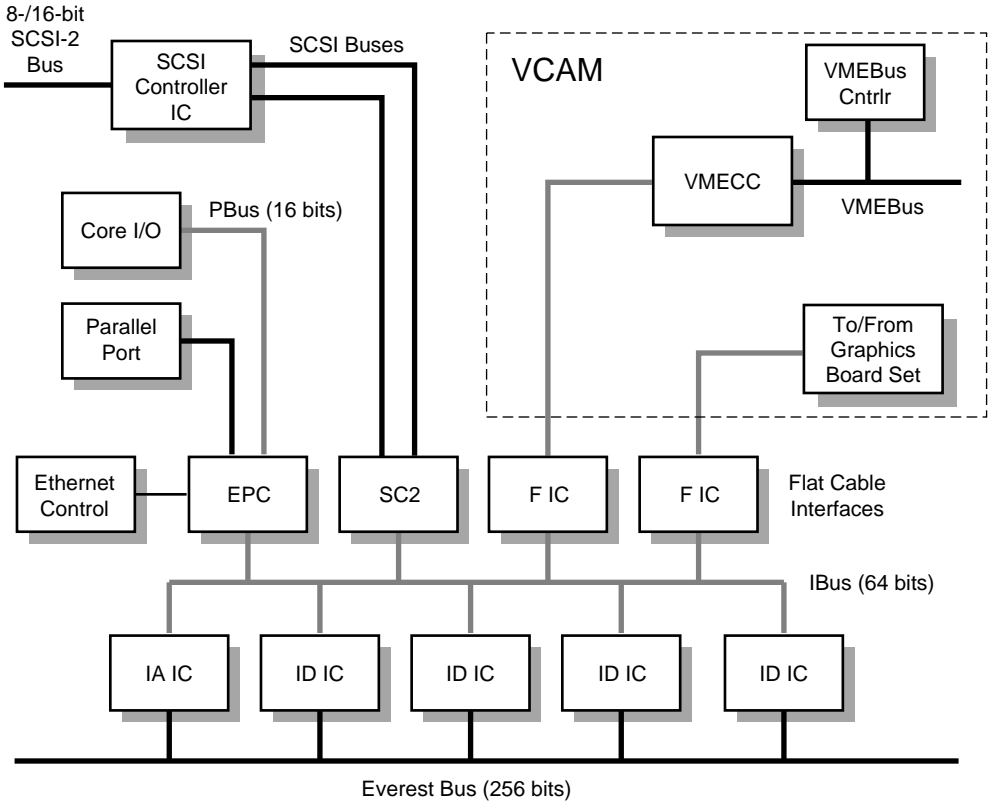 8-/16-bit
SCSI-2
Bus
SCSI
Controller
IC
SCSI Buses
VCAM
VMEBus
Cntrlr
VMECC
VMEBus
Core I/O
PBus (16 bits)
Parallel
Port
To/From
Graphics
Board Set
Ethernet
Control
EPC
SC2
F IC
F IC
Flat Cable
Interfaces
IBus (64 bits)
IA IC
ID IC
ID IC
ID IC
ID IC
Everest Bus (256 bits)